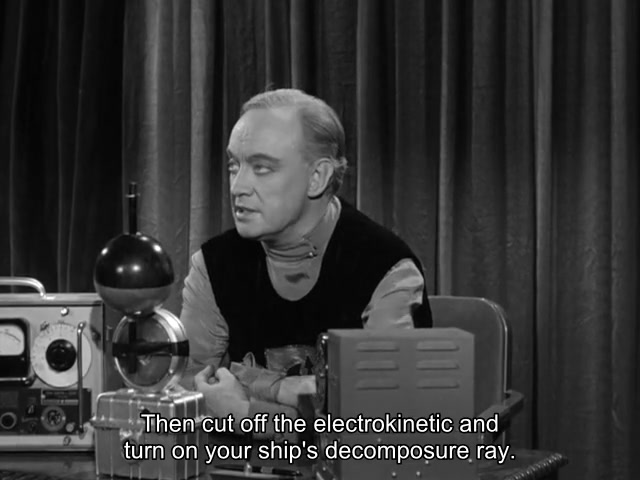 Then cut off the electrokinetic and
turn on your ship's decomposure ray.